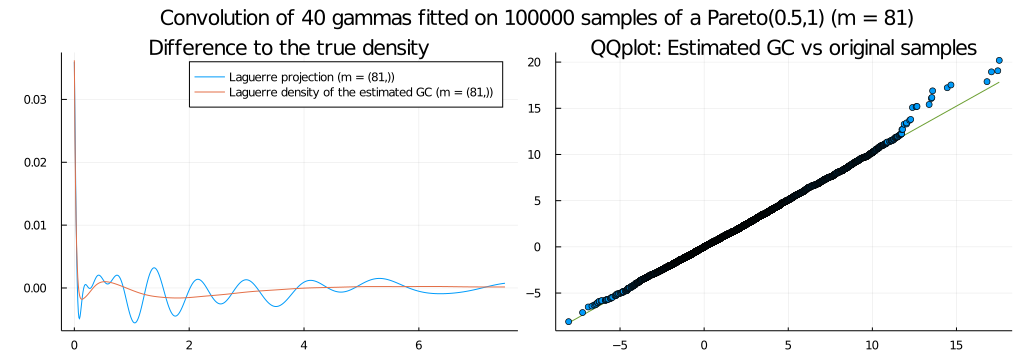 Convolution of 40 gammas fitted on 100000 samples of a Pareto(0.5,1) (m = 81)
Difference to the true density
Laguerre projection (m = (81,))
Laguerre density of the estimated GC (m = (81,))
0.03
0.02
0.01
0.00
0 2 4 6
QQplot: Estimated GC vs original samples
20
15
10
5
0
−5
−5 0 5 10 15